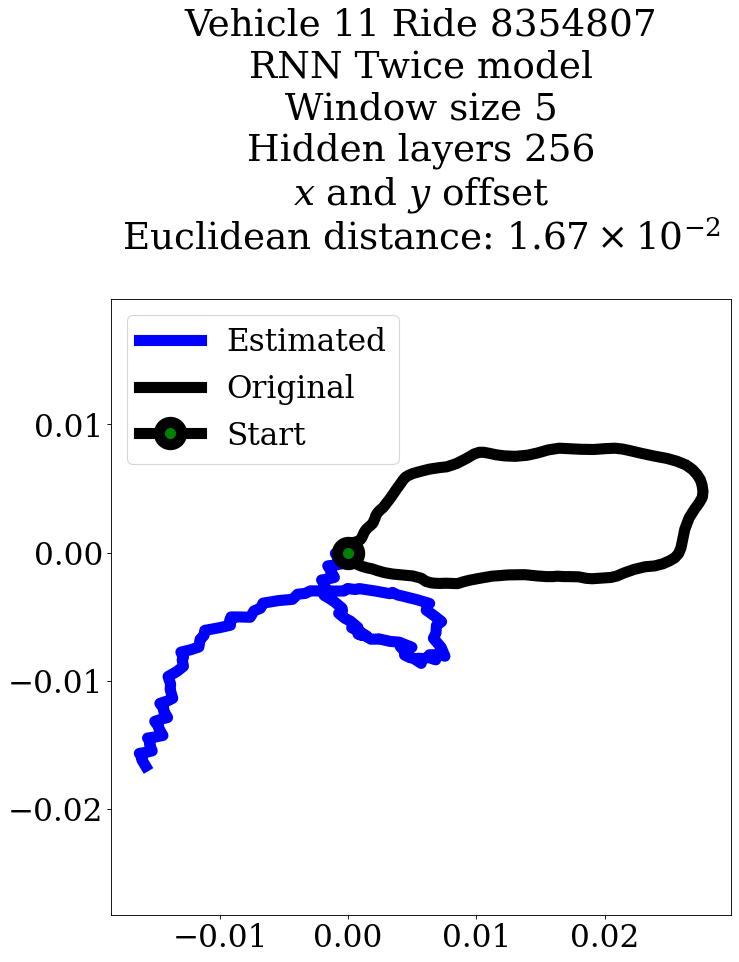 Vehicle 11 Ride 8354807
RNN Twice model
Window size 5
Hidden layers 256
x and y offset
Euclidean distance: 1.67 × 10⁻²
Estimated
Original
Start
0.01
0.00
−0.01
−0.02
−0.01 0.00 0.01 0.02